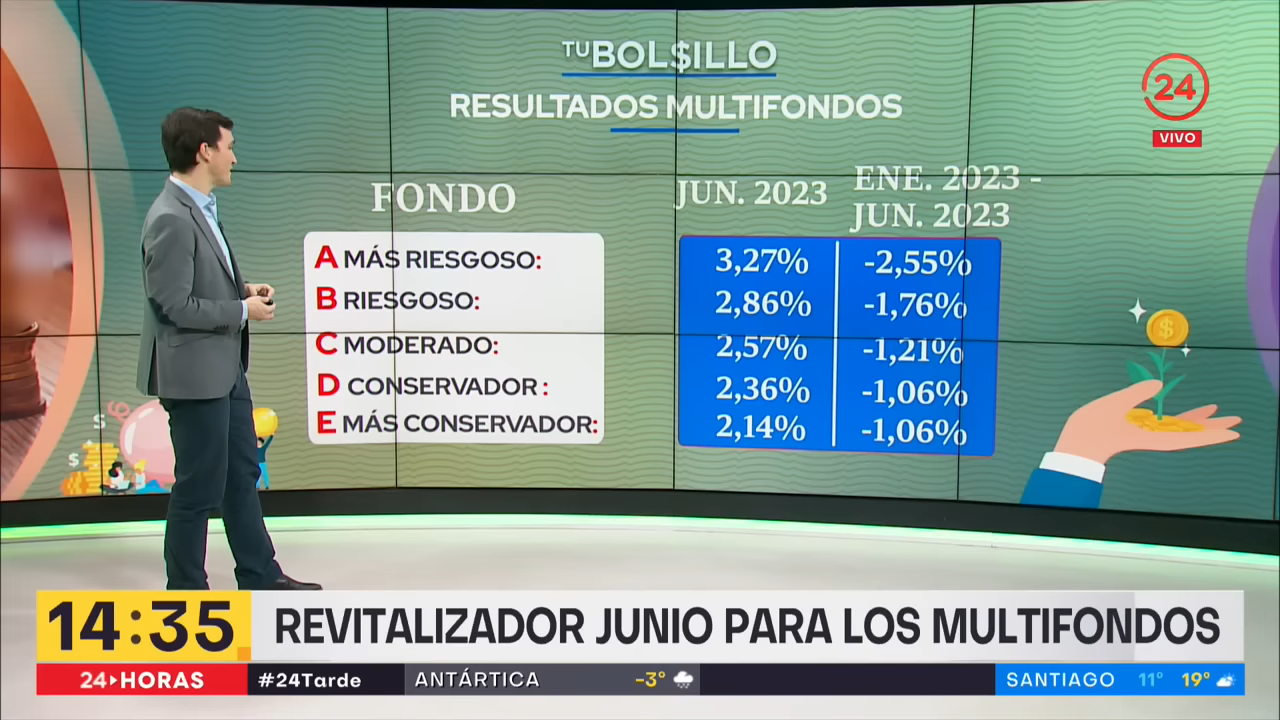 TU BOL$ILLO
RESULTADOS MULTIFONDOS
24
VIVO
FONDO
JUN. 2023
ENE. 2023 -
JUN. 2023
A MÁS RIESGOSO: 3,27% -2,55%
B RIESGOSO: 2,86% -1,76%
C MODERADO: 2,57% -1,21%
D CONSERVADOR : 2,36% -1,06%
E MÁS CONSERVADOR: 2,14% -1,06%
14:35 REVITALIZADOR JUNIO PARA LOS MULTIFONDOS
24 HORAS #24Tarde ANTÁRTICA -3° SANTIAGO 11° 19°